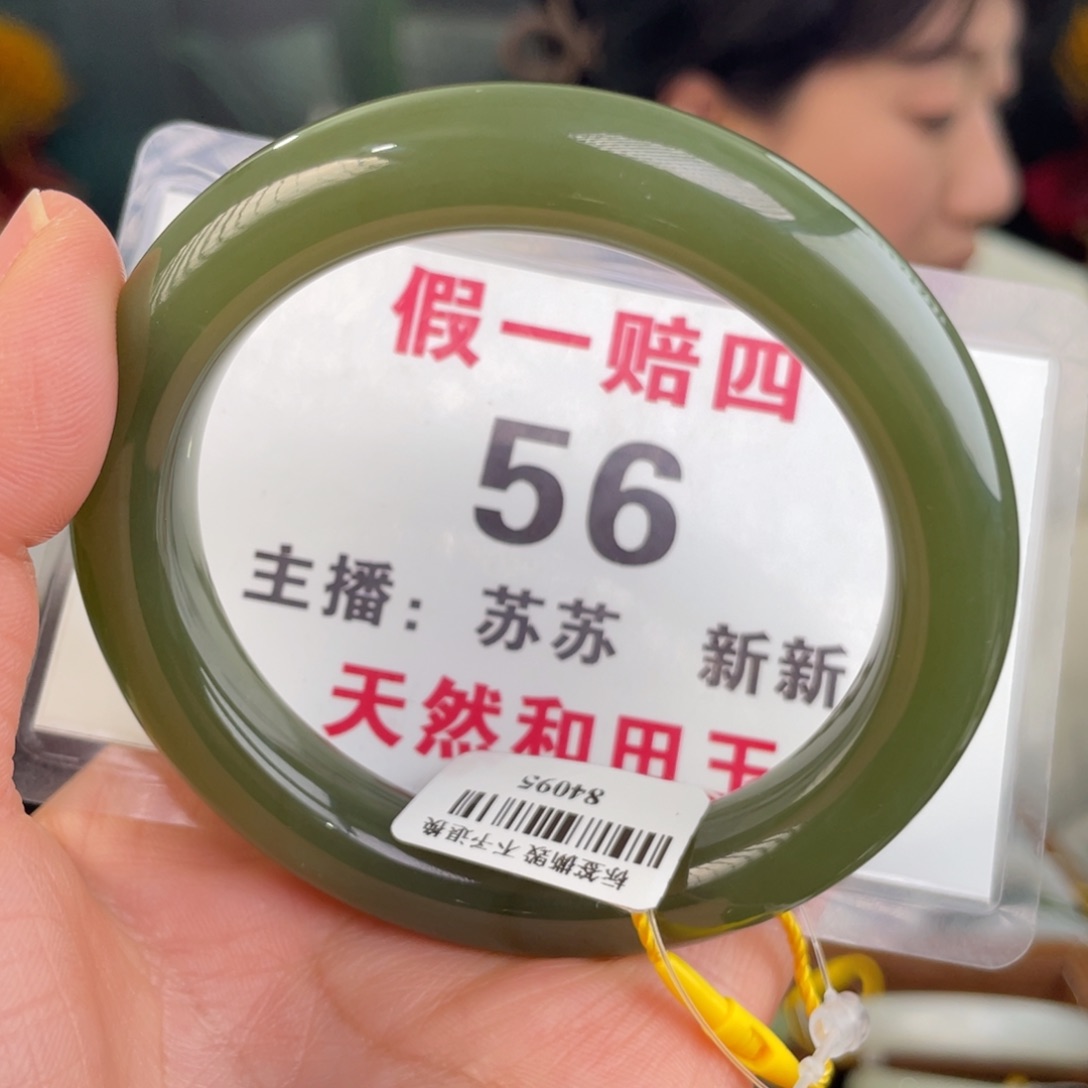 假一赔四
56
主播：苏苏 新新
天然和田玉
84095
标签撕毁 不予退换